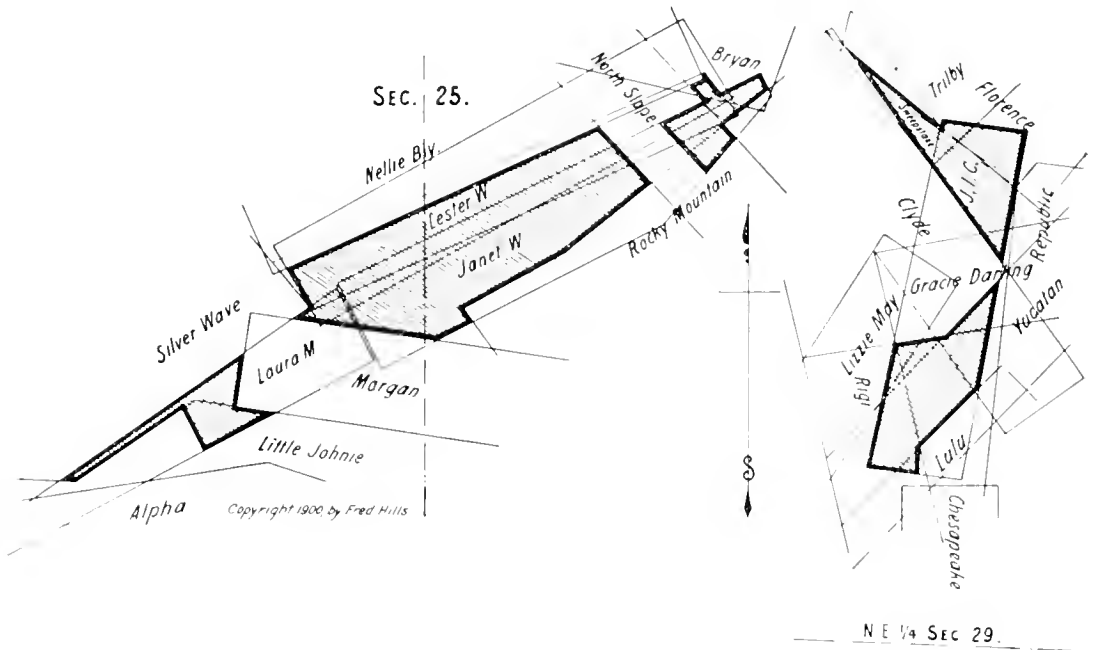 SEC. 25.
Bryan
North Slope
Nellie Bly
Lester W
Janet W
Rocky Mountain
Silver Wave
Laura M
Morgan
Little Johnie
Alpha
Copyright 1900, by Fred Hills
S
Trilby
Florence
J.I.C.
Clyde
Republic
Gracie Darling
Yucatan
Lizzie May
Rigi
Lulu
Chesapeake
N E 1/4 SEC 29.